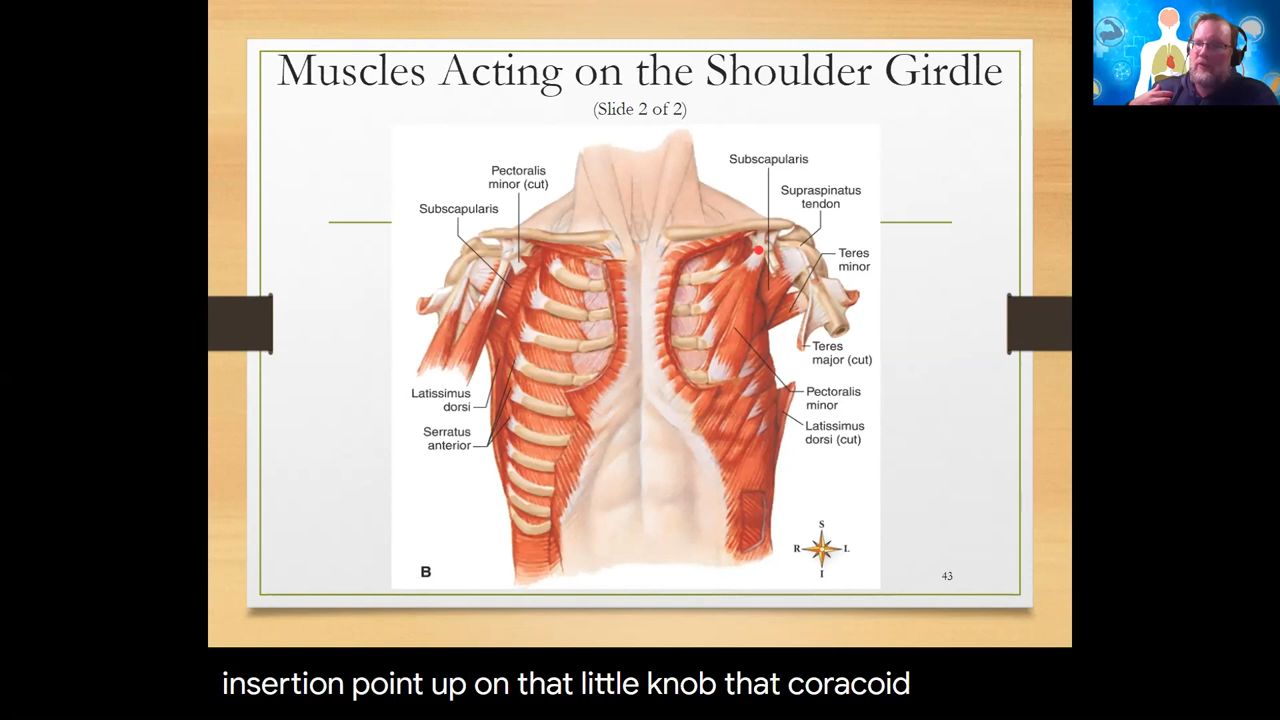 Muscles Acting on the Shoulder Girdle
(Slide 2 of 2)
Subscapularis
Pectoralis
minor (cut)
Supraspinatus
tendon
Subscapularis
Teres
minor
Teres
major (cut)
Latissimus
dorsi
Pectoralis
minor
Serratus
anterior
Latissimus
dorsi (cut)
S
R
L
I
B
43
insertion point up on that little knob that coracoid